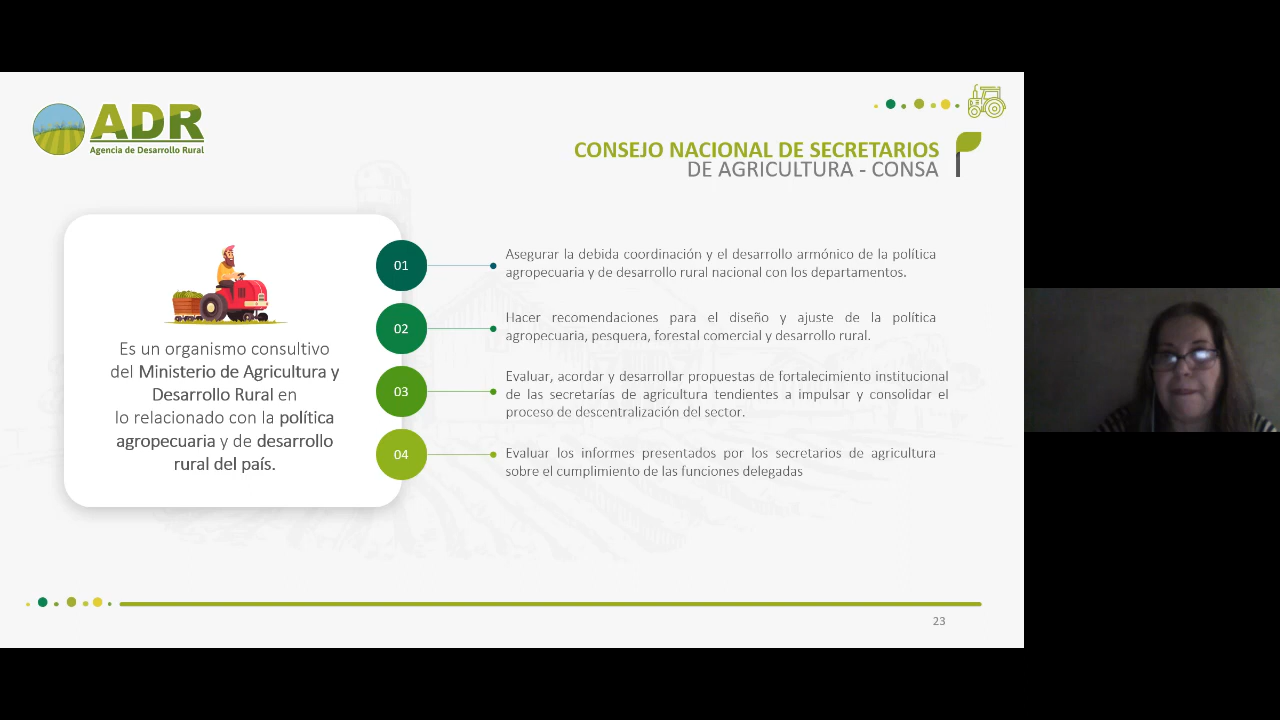 ADR
Agencia de Desarrollo Rural
CONSEJO NACIONAL DE SECRETARIOS
DE AGRICULTURA - CONSA
Es un organismo consultivo
del Ministerio de Agricultura y
Desarrollo Rural en
lo relacionado con la política
agropecuaria y de desarrollo
rural del país.
01
Asegurar la debida coordinación y el desarrollo armónico de la política
agropecuaria y de desarrollo rural nacional con los departamentos.
02
Hacer recomendaciones para el diseño y ajuste de la política
agropecuaria, pesquera, forestal comercial y desarrollo rural.
03
Evaluar, acordar y desarrollar propuestas de fortalecimiento institucional
de las secretarías de agricultura tendientes a impulsar y consolidar el
proceso de descentralización del sector.
04
Evaluar los informes presentados por los secretarios de agricultura
sobre el cumplimiento de las funciones delegadas
23